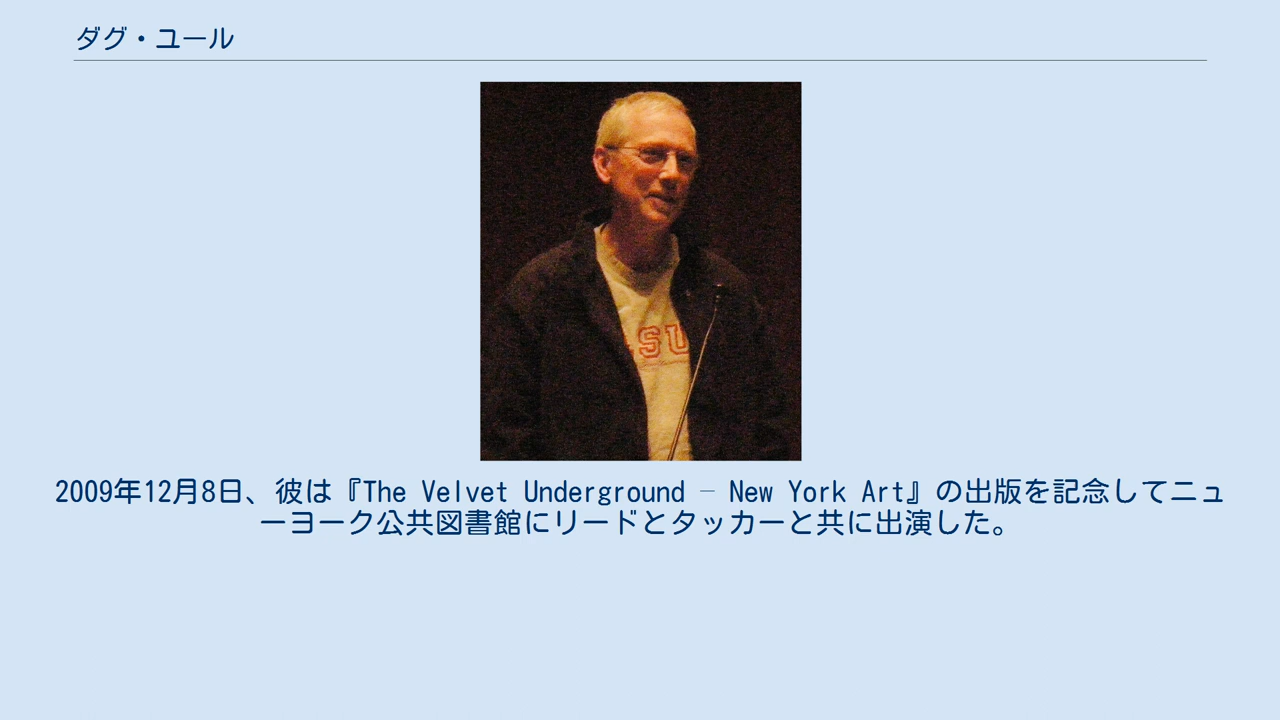 ダグ・ユール
ASU
2009年12月8日、彼は『The Velvet Underground – New York Art』の出版を記念してニュ
ーヨーク公共図書館にリードとタッカーと共に出演した。